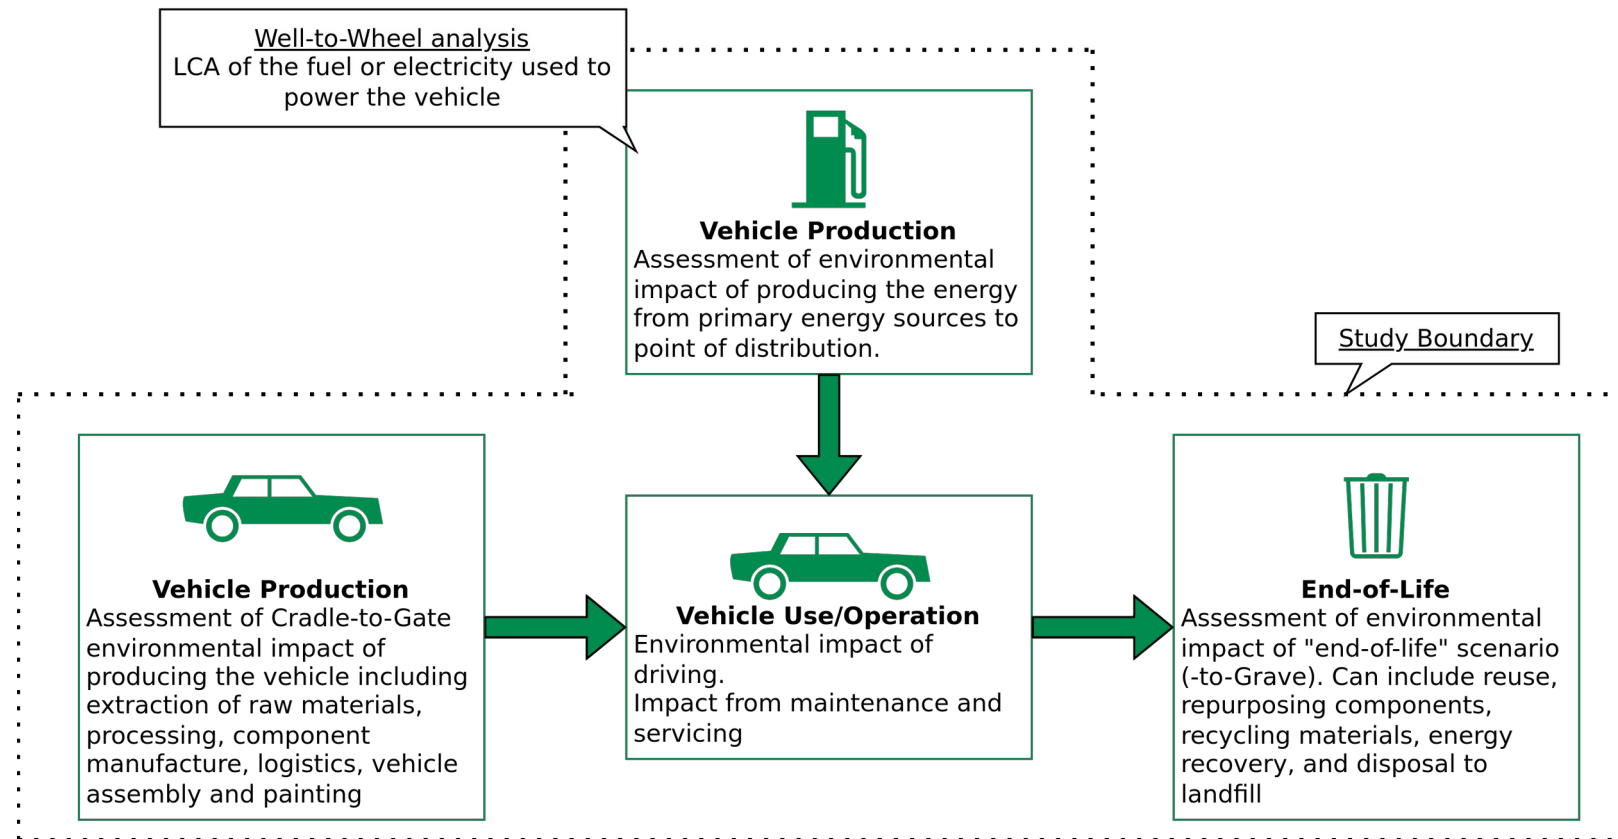 Well-to-Wheel analysis
LCA of the fuel or electricity used to
power the vehicle
Vehicle Production
Assessment of environmental
impact of producing the energy
from primary energy sources to
point of distribution.
Study Boundary
Vehicle Production
Assessment of Cradle-to-Gate
environmental impact of
producing the vehicle including
extraction of raw materials,
processing, component
manufacture, logistics, vehicle
assembly and painting
Vehicle Use/Operation
Environmental impact of
driving.
Impact from maintenance and
servicing
End-of-Life
Assessment of environmental
impact of "end-of-life" scenario
(-to-Grave). Can include reuse,
repurposing components,
recycling materials, energy
recovery, and disposal to
landfill